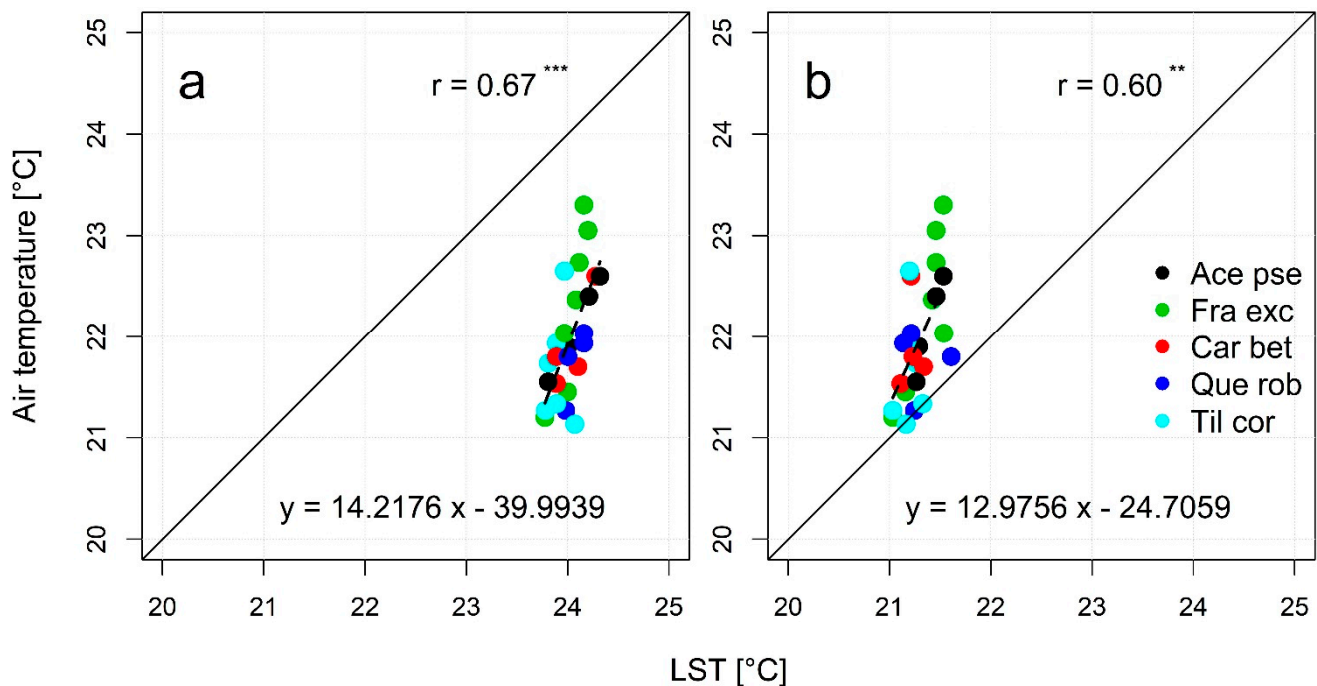 a
r = 0.67 ***
b
r = 0.60 **
25
24
23
22
21
20
Air temperature [°C]
25
24
23
22
21
20
Ace pse
Fra exc
Car bet
Que rob
Til cor
y = 14.2176 x - 39.9939
y = 12.9756 x - 24.7059
20 21 22 23 24 25
20 21 22 23 24 25
LST [°C]